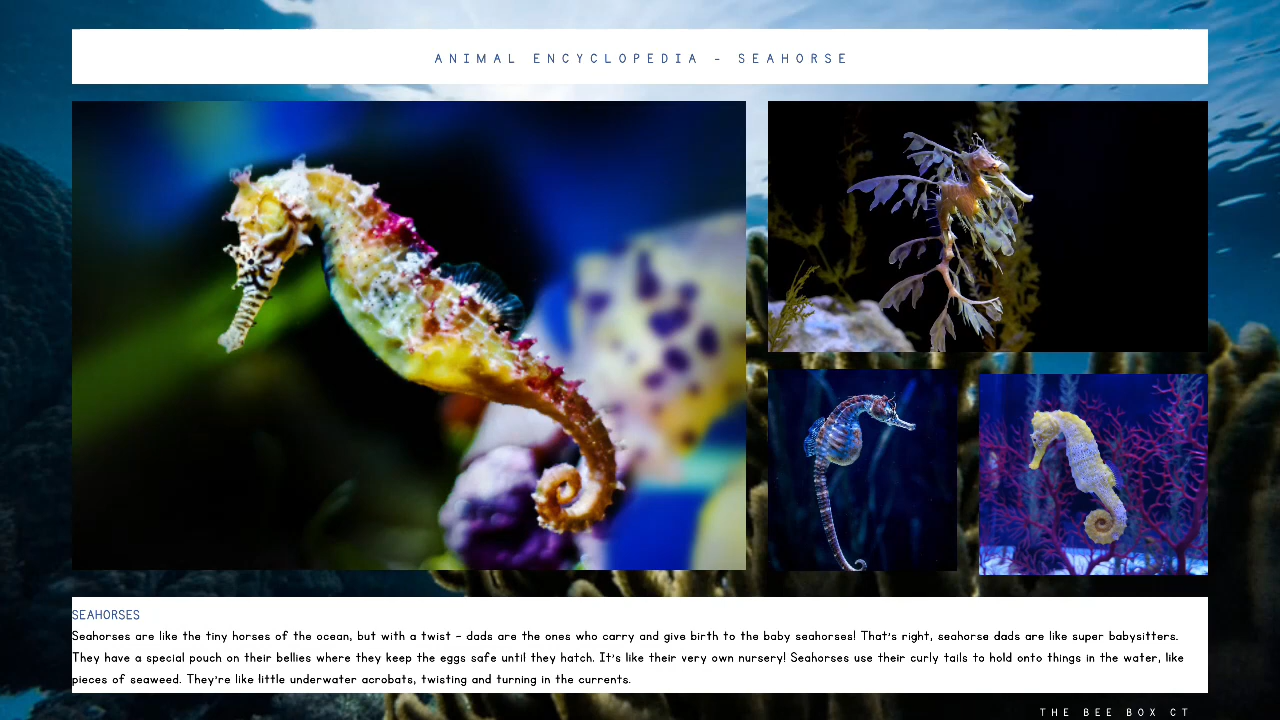 ANIMAL ENCYCLOPEDIA - SEAHORSE
SEAHORSES
Seahorses are like the tiny horses of the ocean, but with a twist - dads are the ones who carry and give birth to the baby seahorses! That's right, seahorse dads are like super babysitters.
They have a special pouch on their bellies where they keep the eggs safe until they hatch. It's like their very own nursery! Seahorses use their curly tails to hold onto things in the water, like
pieces of seaweed. They're like little underwater acrobats, twisting and turning in the currents.
THE BEE BOX CT